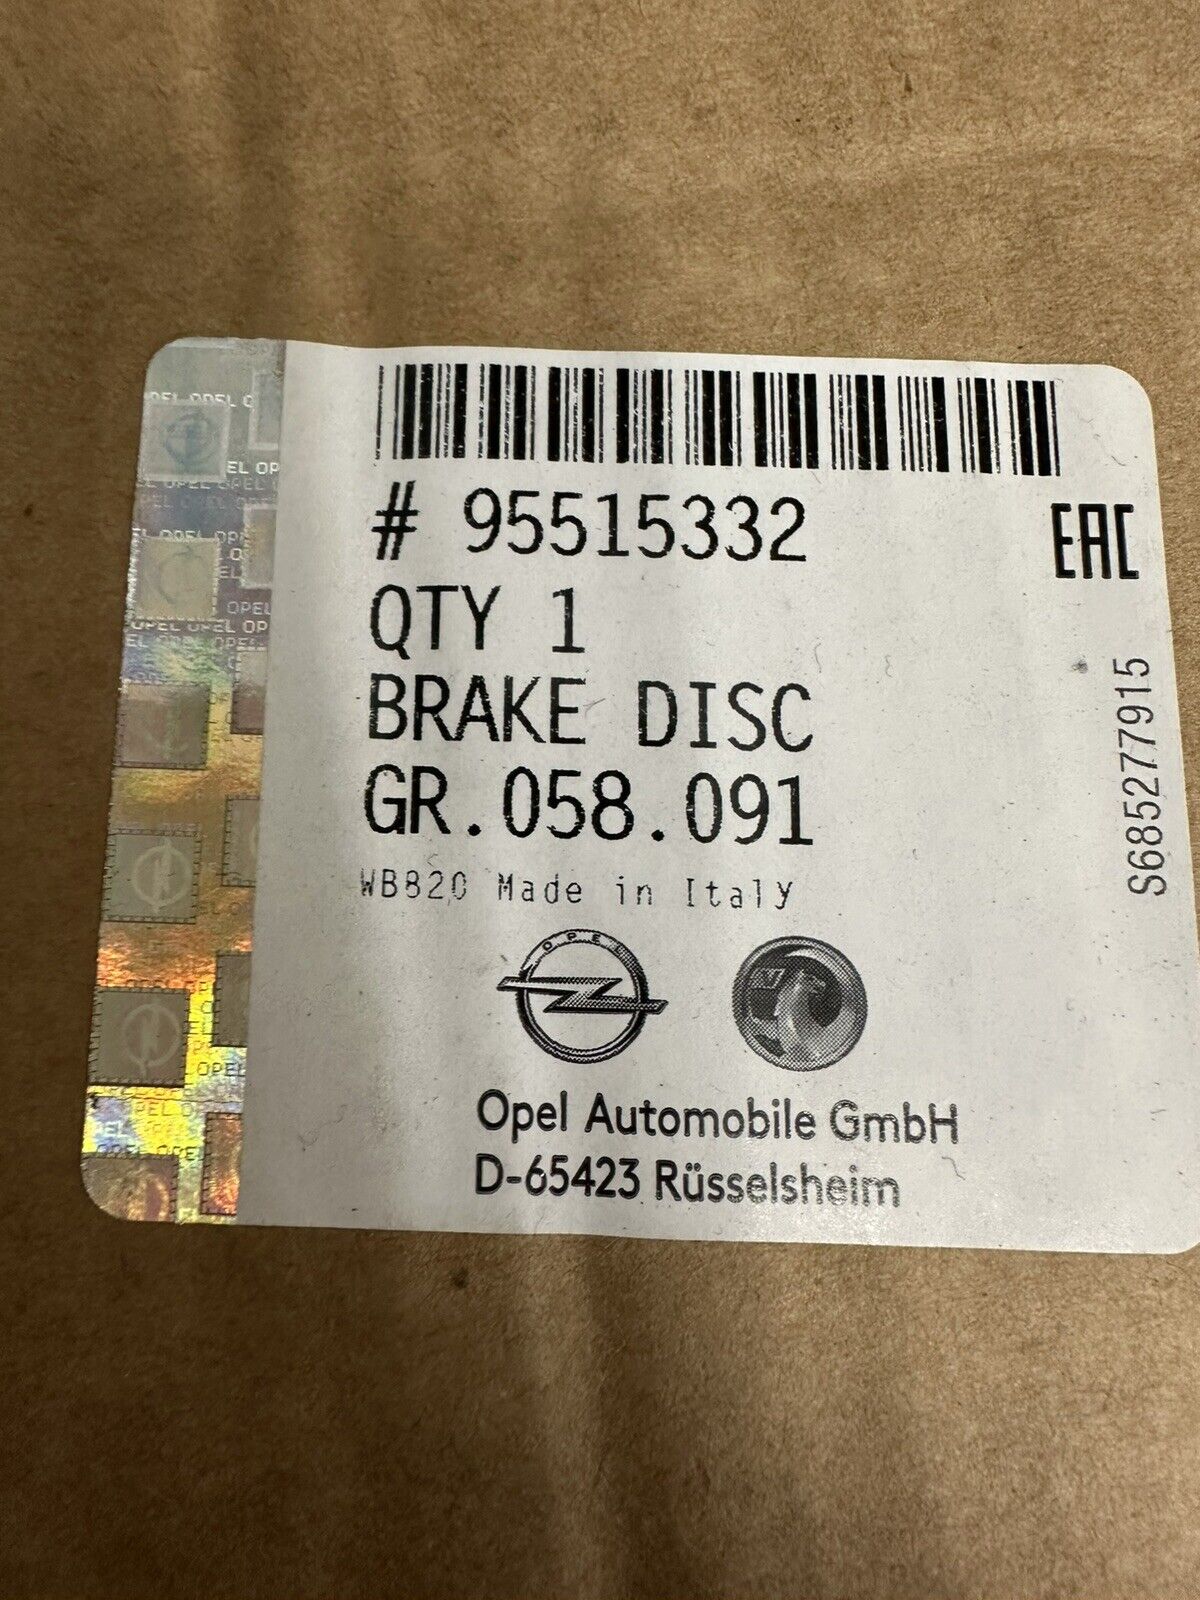 # 95515332
EAC
QTY 1
BRAKE DISC
GR.058.091
WB820 Made in Italy
S685277915
OPEL
Opel Automobile GmbH
D-65423 Rüsselsheim